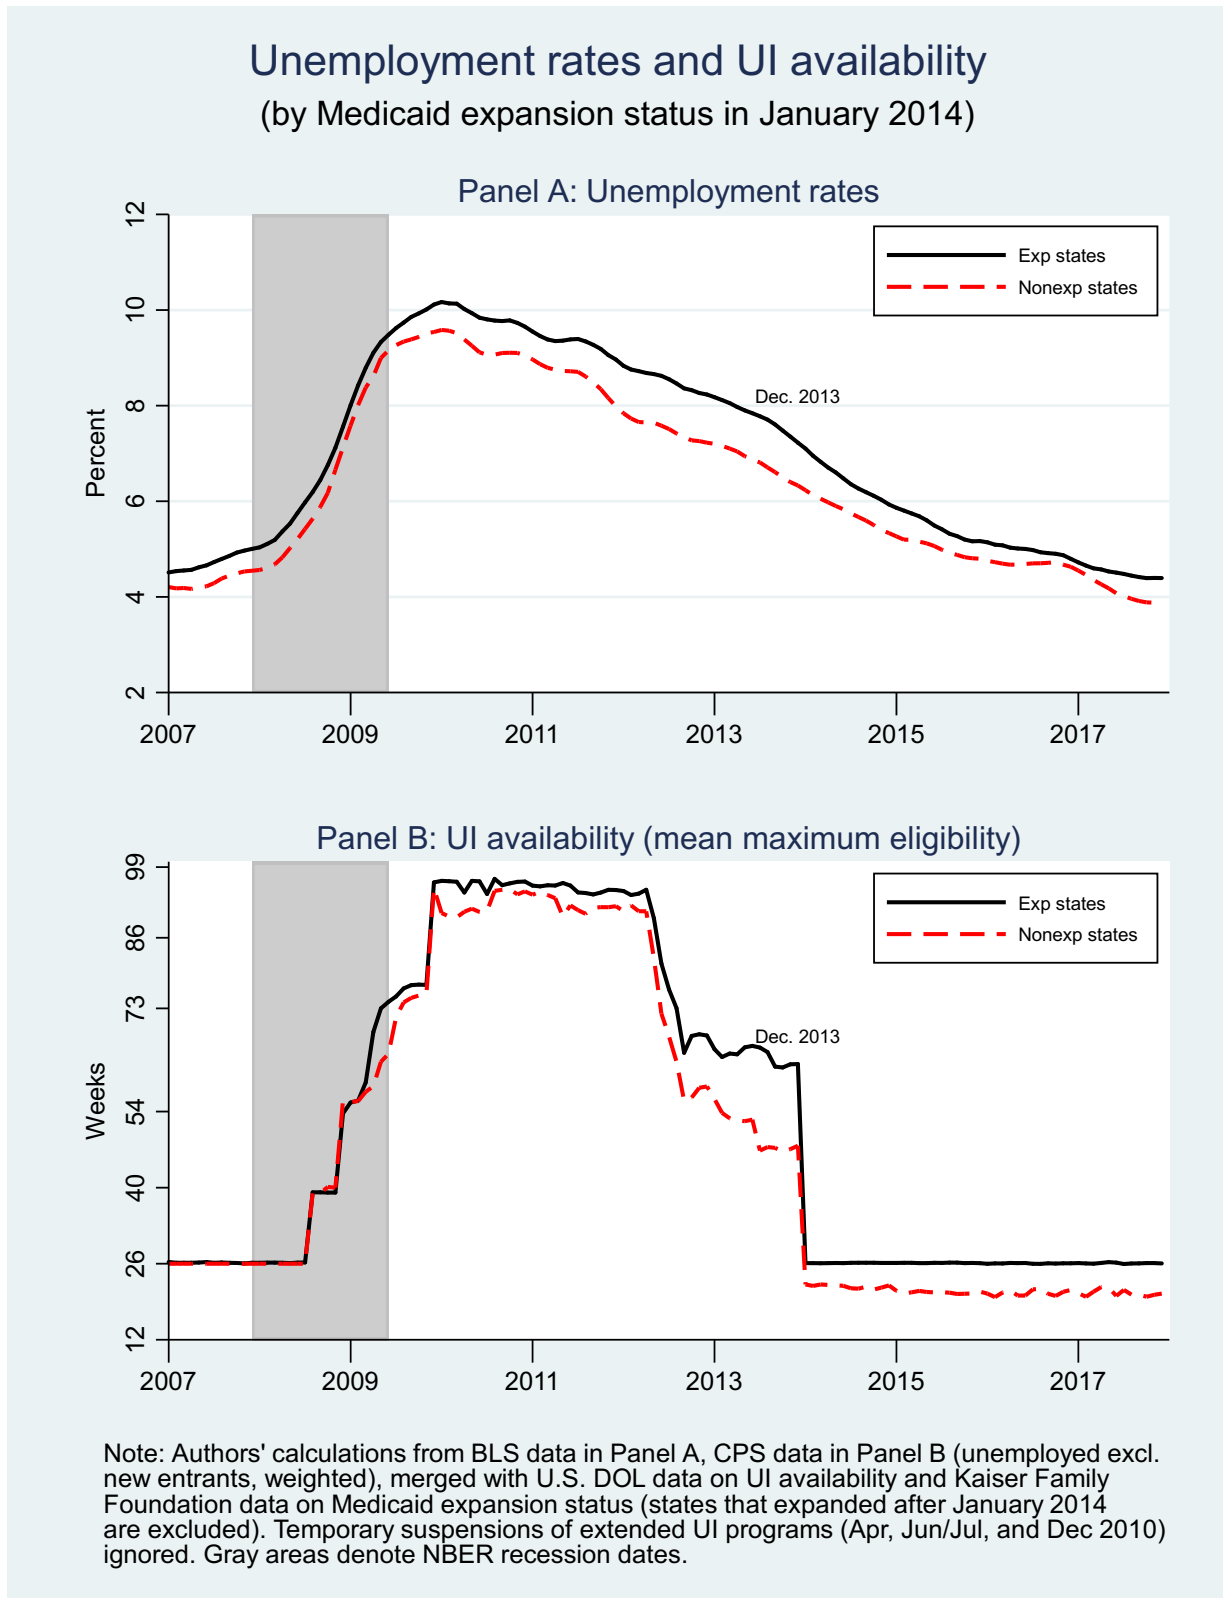 Unemployment rates and UI availability
(by Medicaid expansion status in January 2014)
Panel A: Unemployment rates
Percent
12
10
8
6
4
2
Exp states
Nonexp states
Dec. 2013
2007 2009 2011 2013 2015 2017
Panel B: UI availability (mean maximum eligibility)
Weeks
99
86
73
54
40
26
12
Exp states
Nonexp states
Dec. 2013
2007 2009 2011 2013 2015 2017
Note: Authors' calculations from BLS data in Panel A, CPS data in Panel B (unemployed excl.
new entrants, weighted), merged with U.S. DOL data on UI availability and Kaiser Family
Foundation data on Medicaid expansion status (states that expanded after January 2014
are excluded). Temporary suspensions of extended UI programs (Apr, Jun/Jul, and Dec 2010)
ignored. Gray areas denote NBER recession dates.